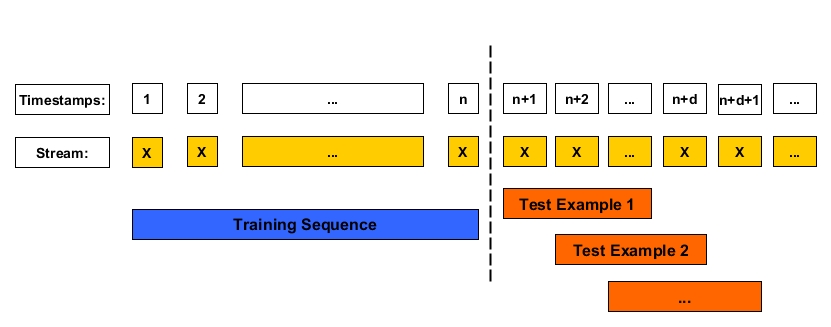 Timestamps: 1 2 ... n n+1 n+2 ... n+d n+d+1 ...
Stream: X X ... X X X ... X X ...
Test Example 1
Training Sequence
Test Example 2
...